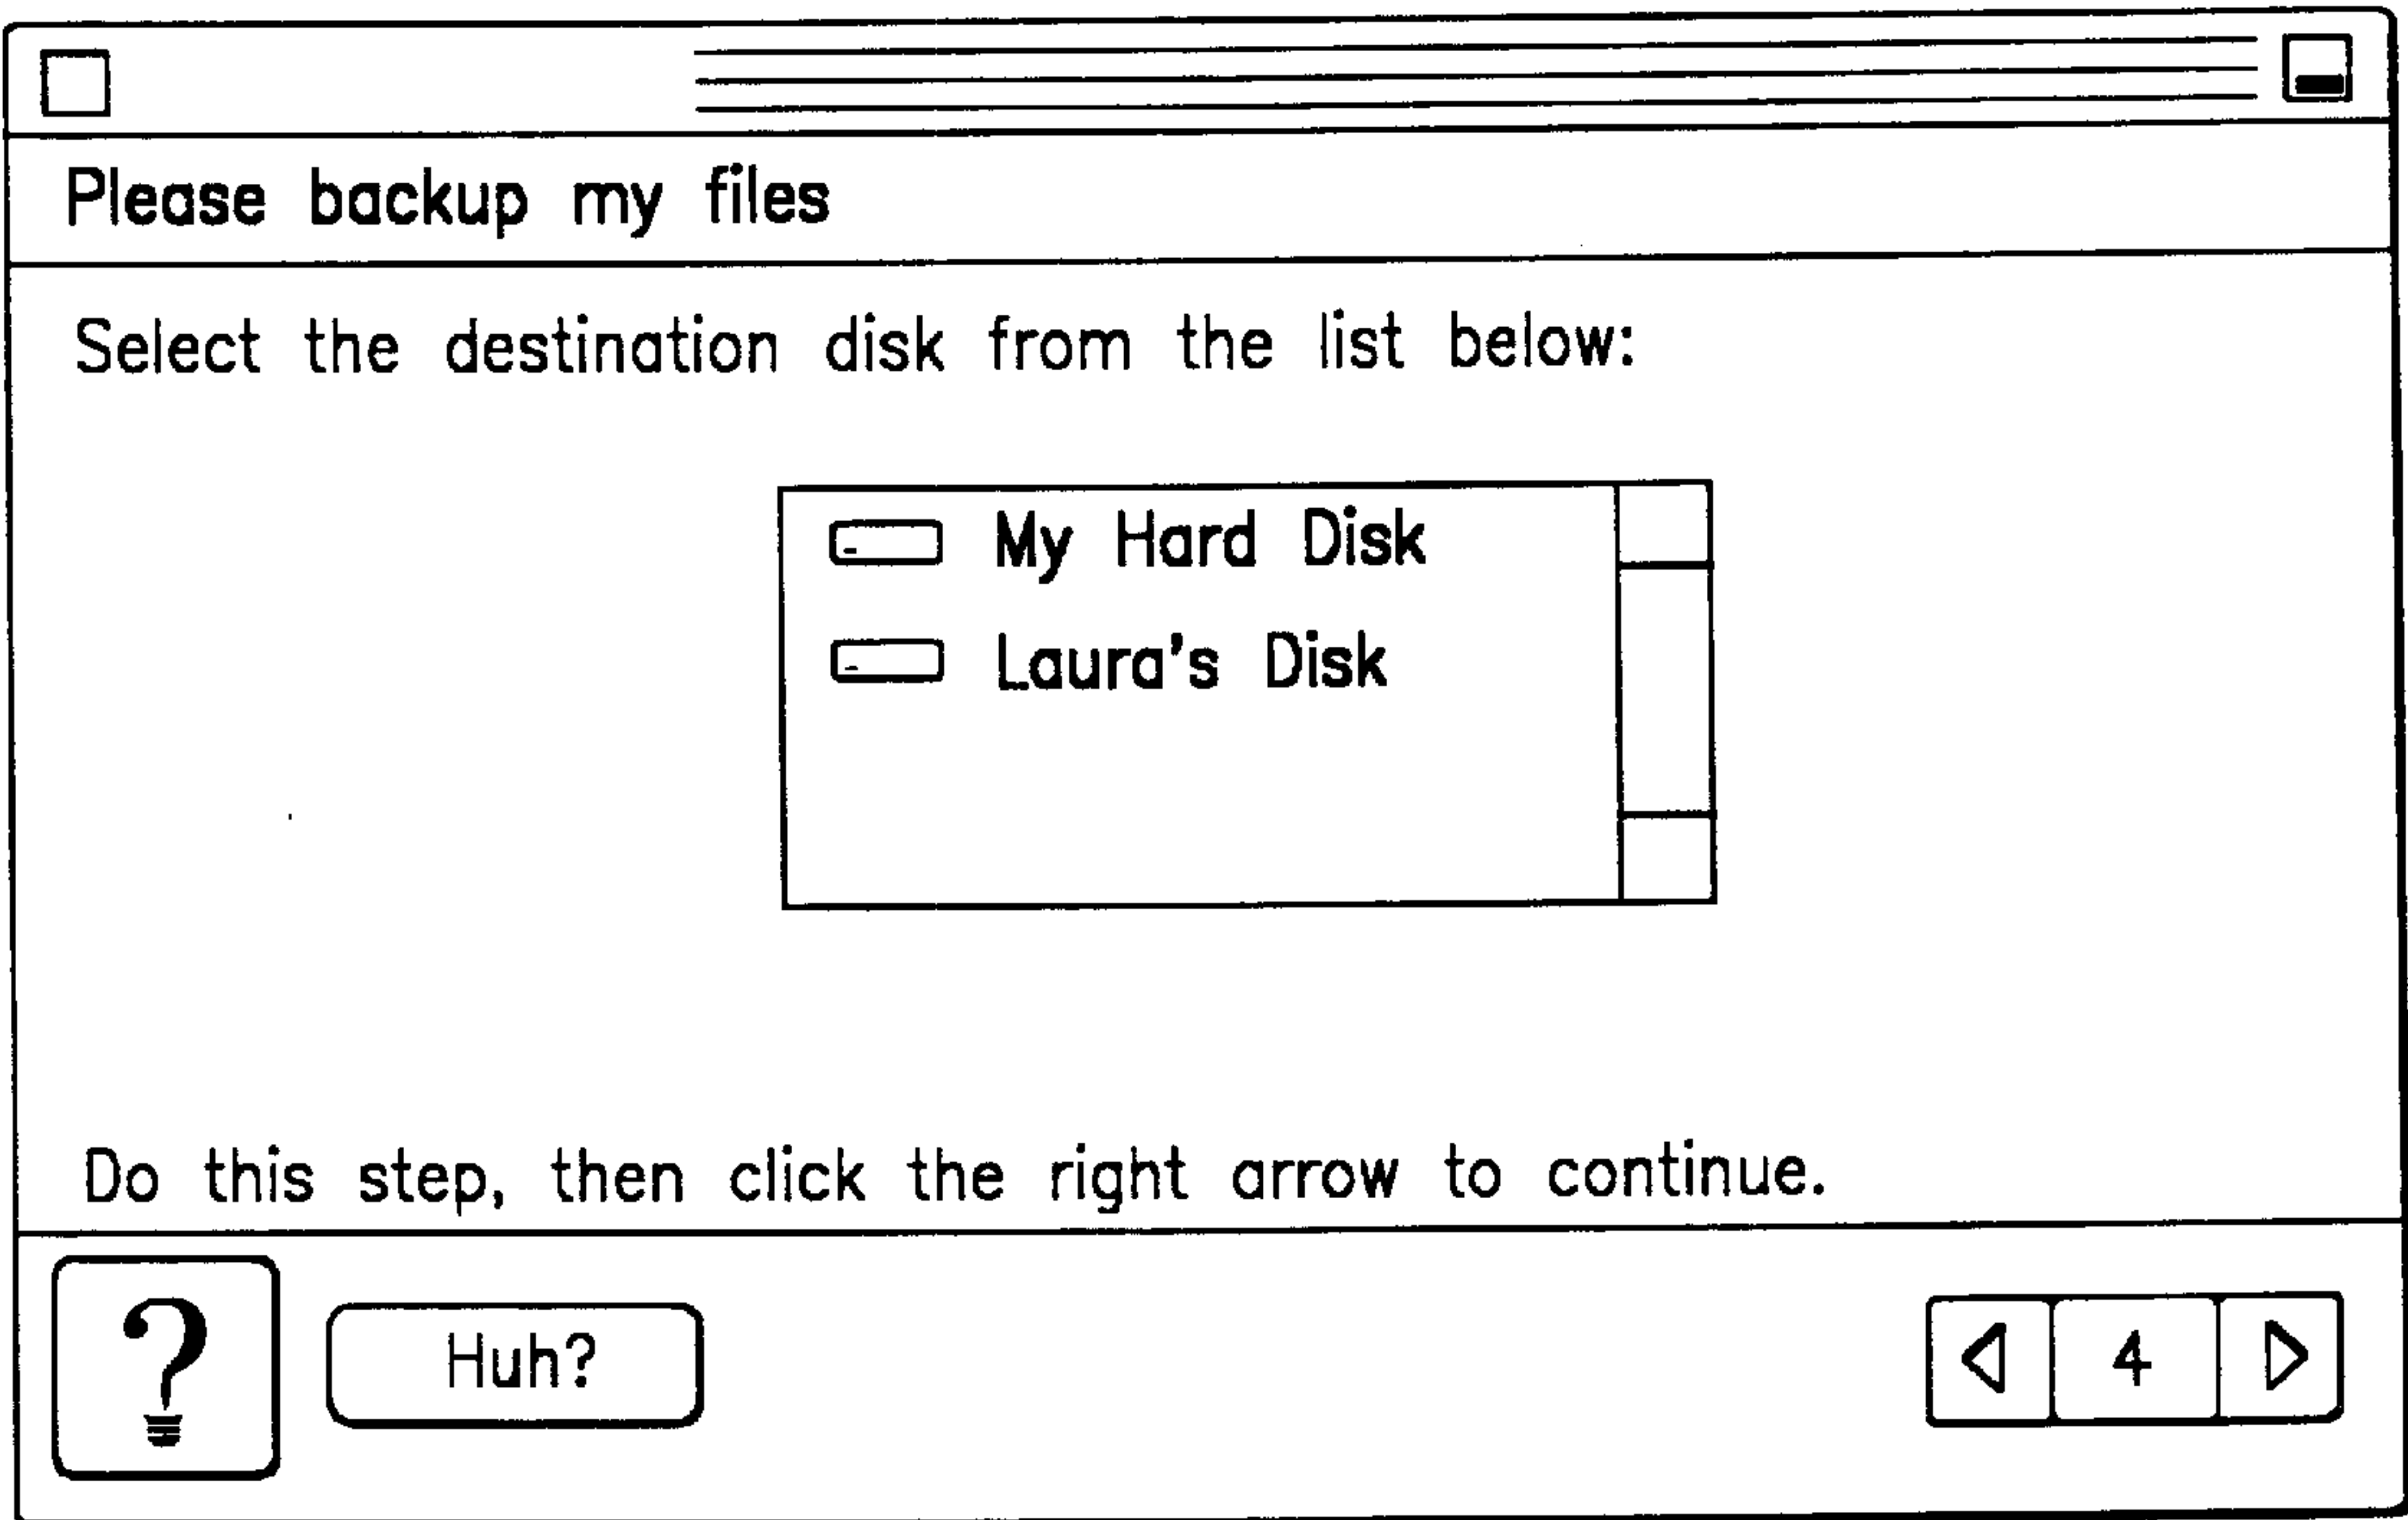 Please backup my files
Select the destination disk from the list below:
My Hard Disk
Laura's Disk
Do this step, then click the right arrow to continue.
?
Huh?
4